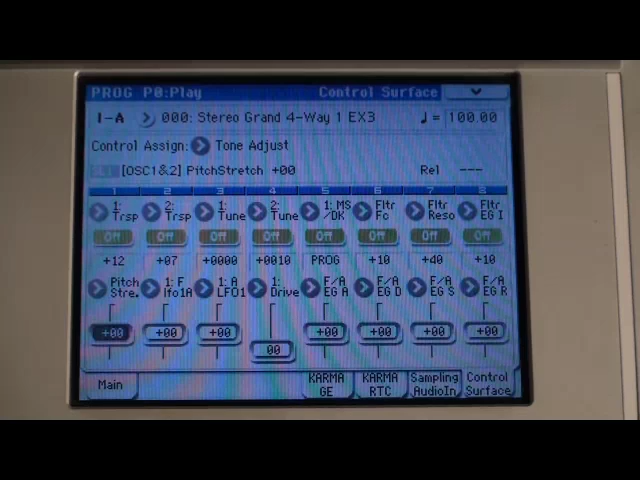 PROG P0:Play Control Surface
I-A 000: Stereo Grand 4-Way 1 EX3 ♩= 100.00
Control Assign: Tone Adjust
[OSC1&2] PitchStretch +00 Rel ---
1 2 3 4 5 6 7 8
1: Trsp 2: Trsp 1: Tune 2: Tune 1: MS /DK Fltr Fc Fltr Reso Fltr EG I
Off Off Off Off Off Off Off Off
+12 +07 +0000 +0010 PROG +10 +40 +10
Pitch Stre. 1: F lfo1A 1: A LFO1 1: Drive F/A EG A F/A EG D F/A EG S F/A EG R
+00 +00 +00 00 +00 +00 +00 +00
Main KARMA GE KARMA RTC Sampling AudioIn Control Surface